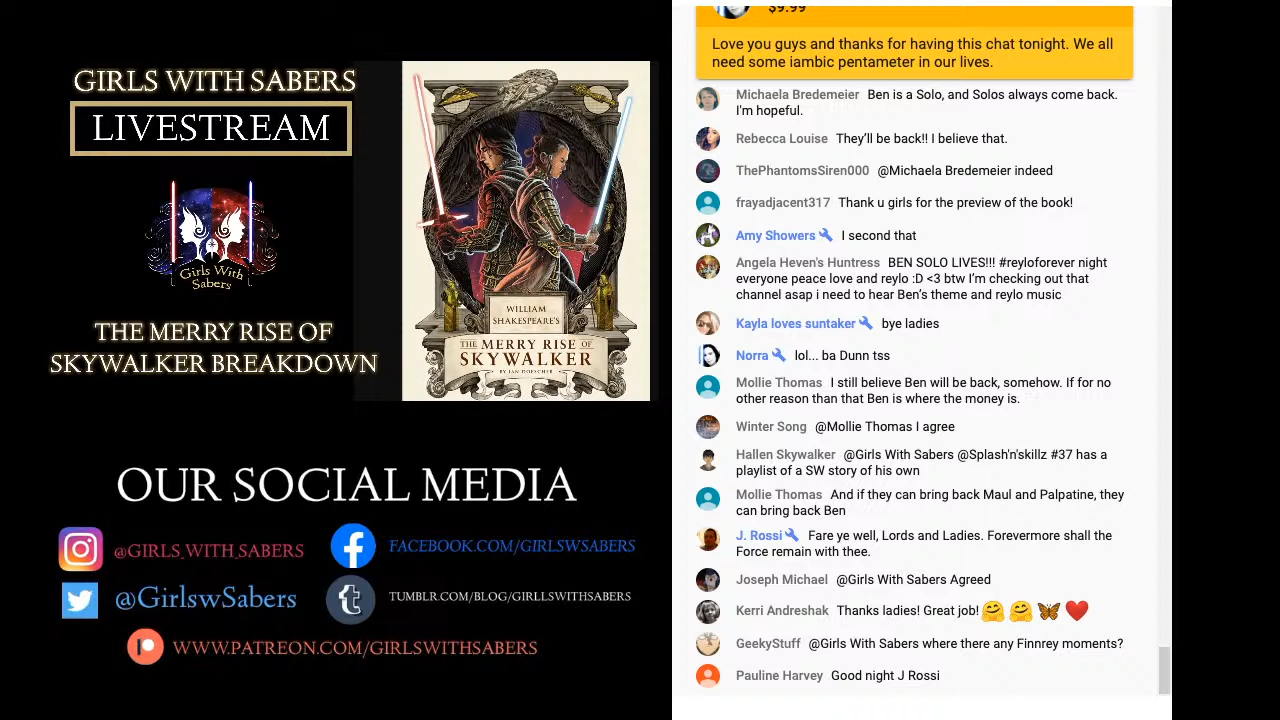 GIRLS WITH SABERS
LIVESTREAM
Girls With
Sabers
THE MERRY RISE OF
SKYWALKER BREAKDOWN
WILLIAM
SHAKESPEARE'S
THE MERRY RISE OF
SKYWALKER
BY IAN DOESCHER
OUR SOCIAL MEDIA
@GIRLS_WITH_SABERS
FACEBOOK.COM/GIRLSWSABERS
@GirlswSabers
TUMBLR.COM/BLOG/GIRLLSWITHSABERS
WWW.PATREON.COM/GIRLSWITHSABERS
$9.99
Love you guys and thanks for having this chat tonight. We all
need some iambic pentameter in our lives.
Michaela Bredemeier Ben is a Solo, and Solos always come back.
I'm hopeful.
Rebecca Louise They'll be back!! I believe that.
ThePhantomsSiren000 @Michaela Bredemeier indeed
frayadjacent317 Thank u girls for the preview of the book!
Amy Showers I second that
Angela Heven's Huntress BEN SOLO LIVES!!! #reyloforever night
everyone peace love and reylo :D <3 btw I'm checking out that
channel asap i need to hear Ben's theme and reylo music
Kayla loves suntaker bye ladies
Norra lol... ba Dunn tss
Mollie Thomas I still believe Ben will be back, somehow. If for no
other reason than that Ben is where the money is.
Winter Song @Mollie Thomas I agree
Hallen Skywalker @Girls With Sabers @Splash'n'skillz #37 has a
playlist of a SW story of his own
Mollie Thomas And if they can bring back Maul and Palpatine, they
can bring back Ben
J. Rossi Fare ye well, Lords and Ladies. Forevermore shall the
Force remain with thee.
Joseph Michael @Girls With Sabers Agreed
Kerri Andreshak Thanks ladies! Great job! 🤗 🤗 🦋 ❤️
GeekyStuff @Girls With Sabers where there any Finnrey moments?
Pauline Harvey Good night J Rossi